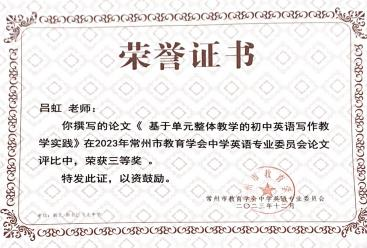 荣誉证书
吕虹 老师：
你撰写的论文《 基于单元整体教学的初中英语写作教
学实践》在2023年常州市教育学会中学英语专业委员会论文
评比中，荣获三等奖 。
特发此证，以资鼓励。
常州市教育学会中学英语专业委员会
二〇二三年十二月